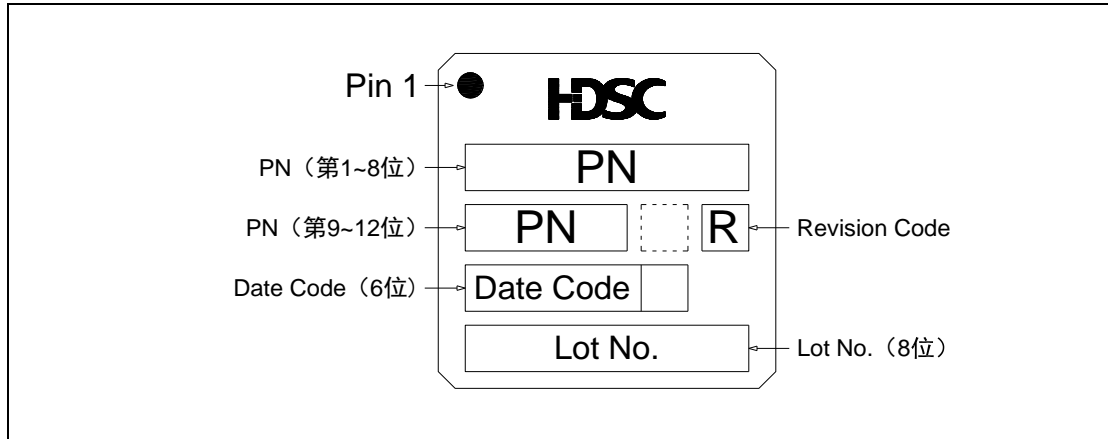 Pin 1
HDSC
PN（第1~8位）
PN
PN（第9~12位）
PN
R
Revision Code
Date Code（6位）
Date Code
Lot No.
Lot No.（8位）